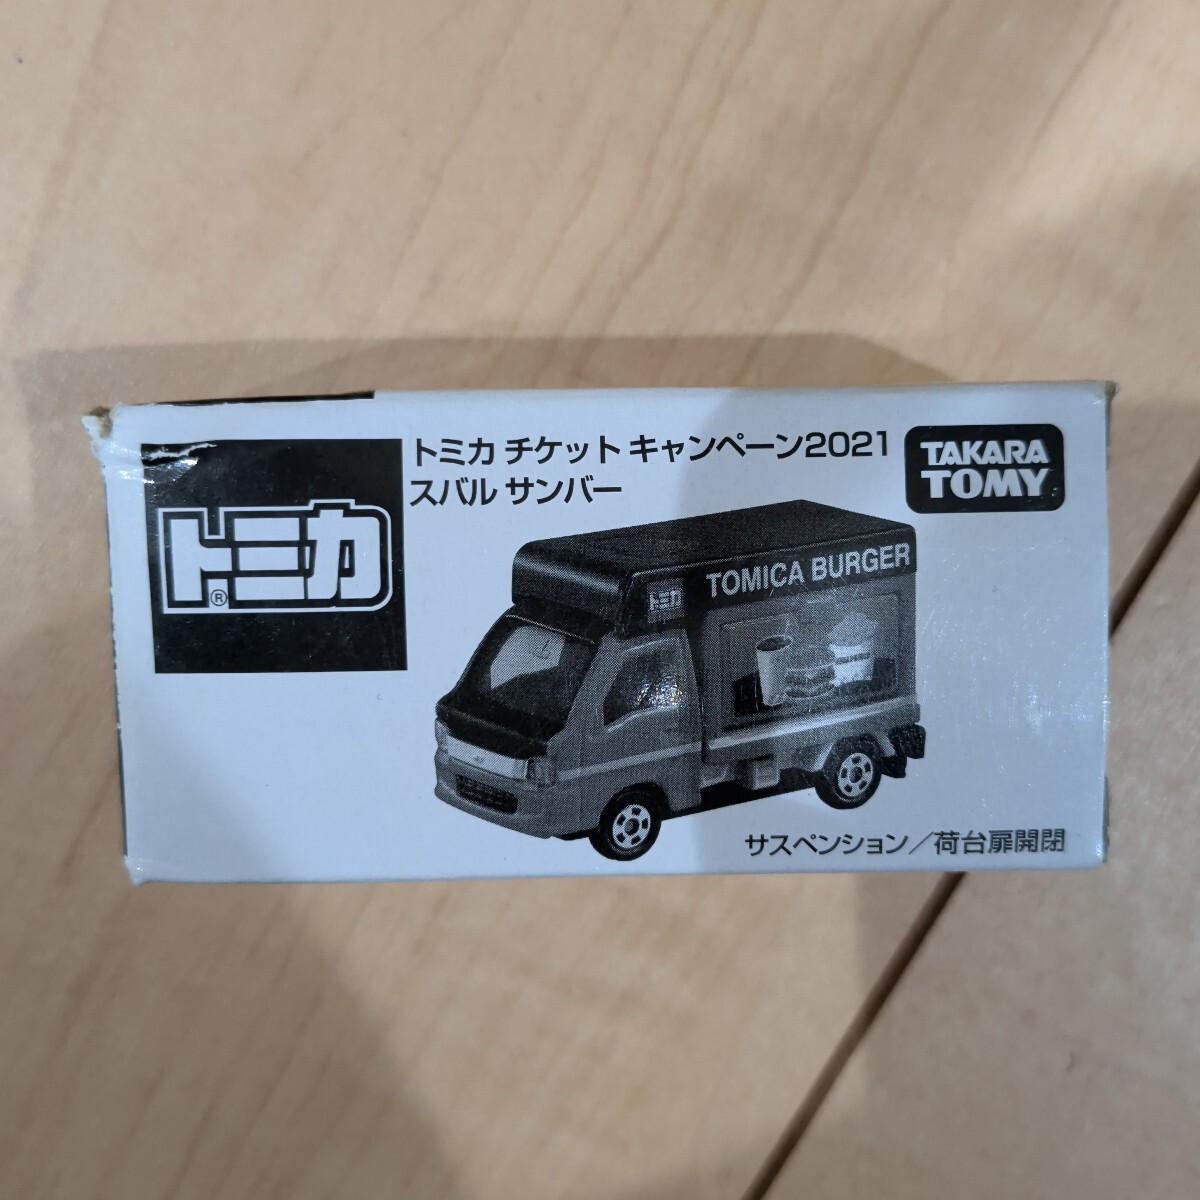 トミカ チケット キャンペーン2021
スバル サンバー
TAKARA
TOMY
トミカ®
トミカ
TOMICA BURGER
サスペンション／荷台扉開閉